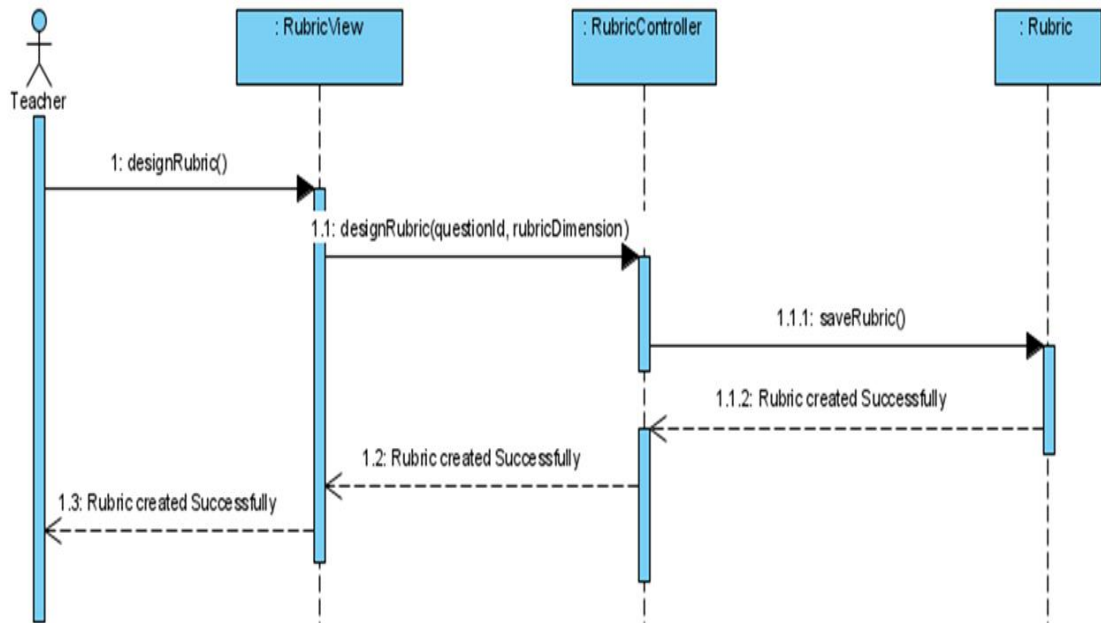 : RubricView
: RubricController
: Rubric
Teacher
1: designRubric()
1.1: designRubric(questionId, rubricDimension)
1.1.1: saveRubric()
1.1.2: Rubric created Successfully
1.2: Rubric created Successfully
1.3: Rubric created Successfully